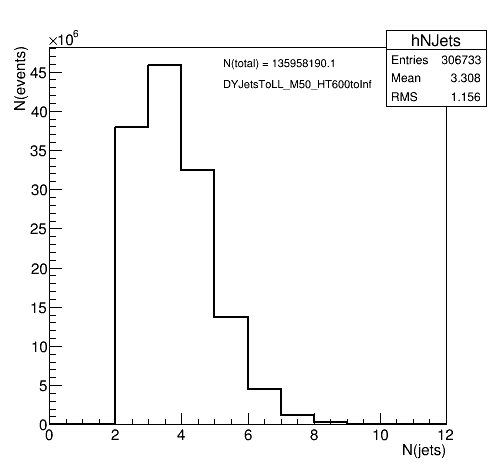 ×10⁶
hNJets
Entries 306733
Mean 3.308
RMS 1.156
N(total) = 135958190.1
DYJetsToLL_M50_HT600toInf
N(events)
45
40
35
30
25
20
15
10
5
0
0 2 4 6 8 10 12
N(jets)